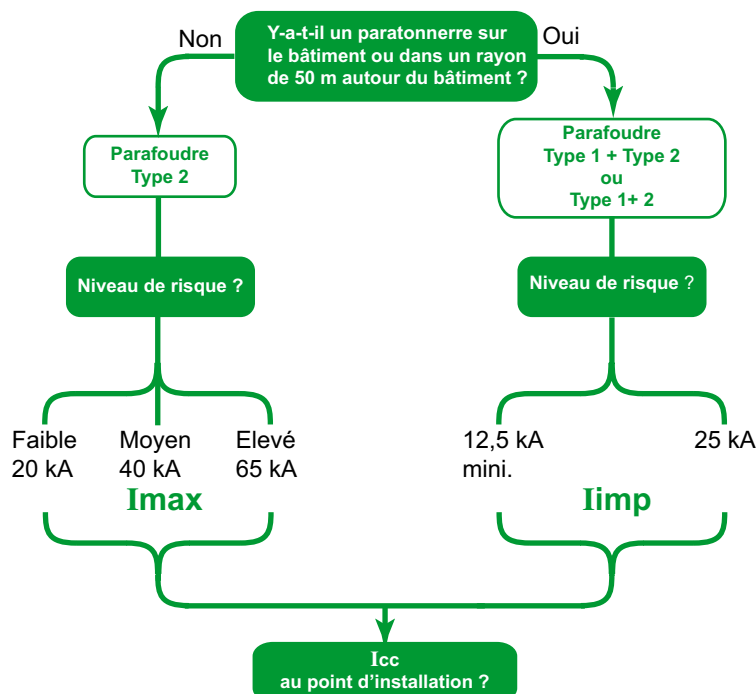 Non
Y-a-t-il un paratonnerre sur
le bâtiment ou dans un rayon
de 50 m autour du bâtiment ?
Oui
Parafoudre
Type 2
Parafoudre
Type 1 + Type 2
ou
Type 1+ 2
Niveau de risque ?
Niveau de risque ?
Faible
20 kA
Moyen
40 kA
Elevé
65 kA
Imax
12,5 kA
mini.
25 kA
Iimp
Icc
au point d'installation ?